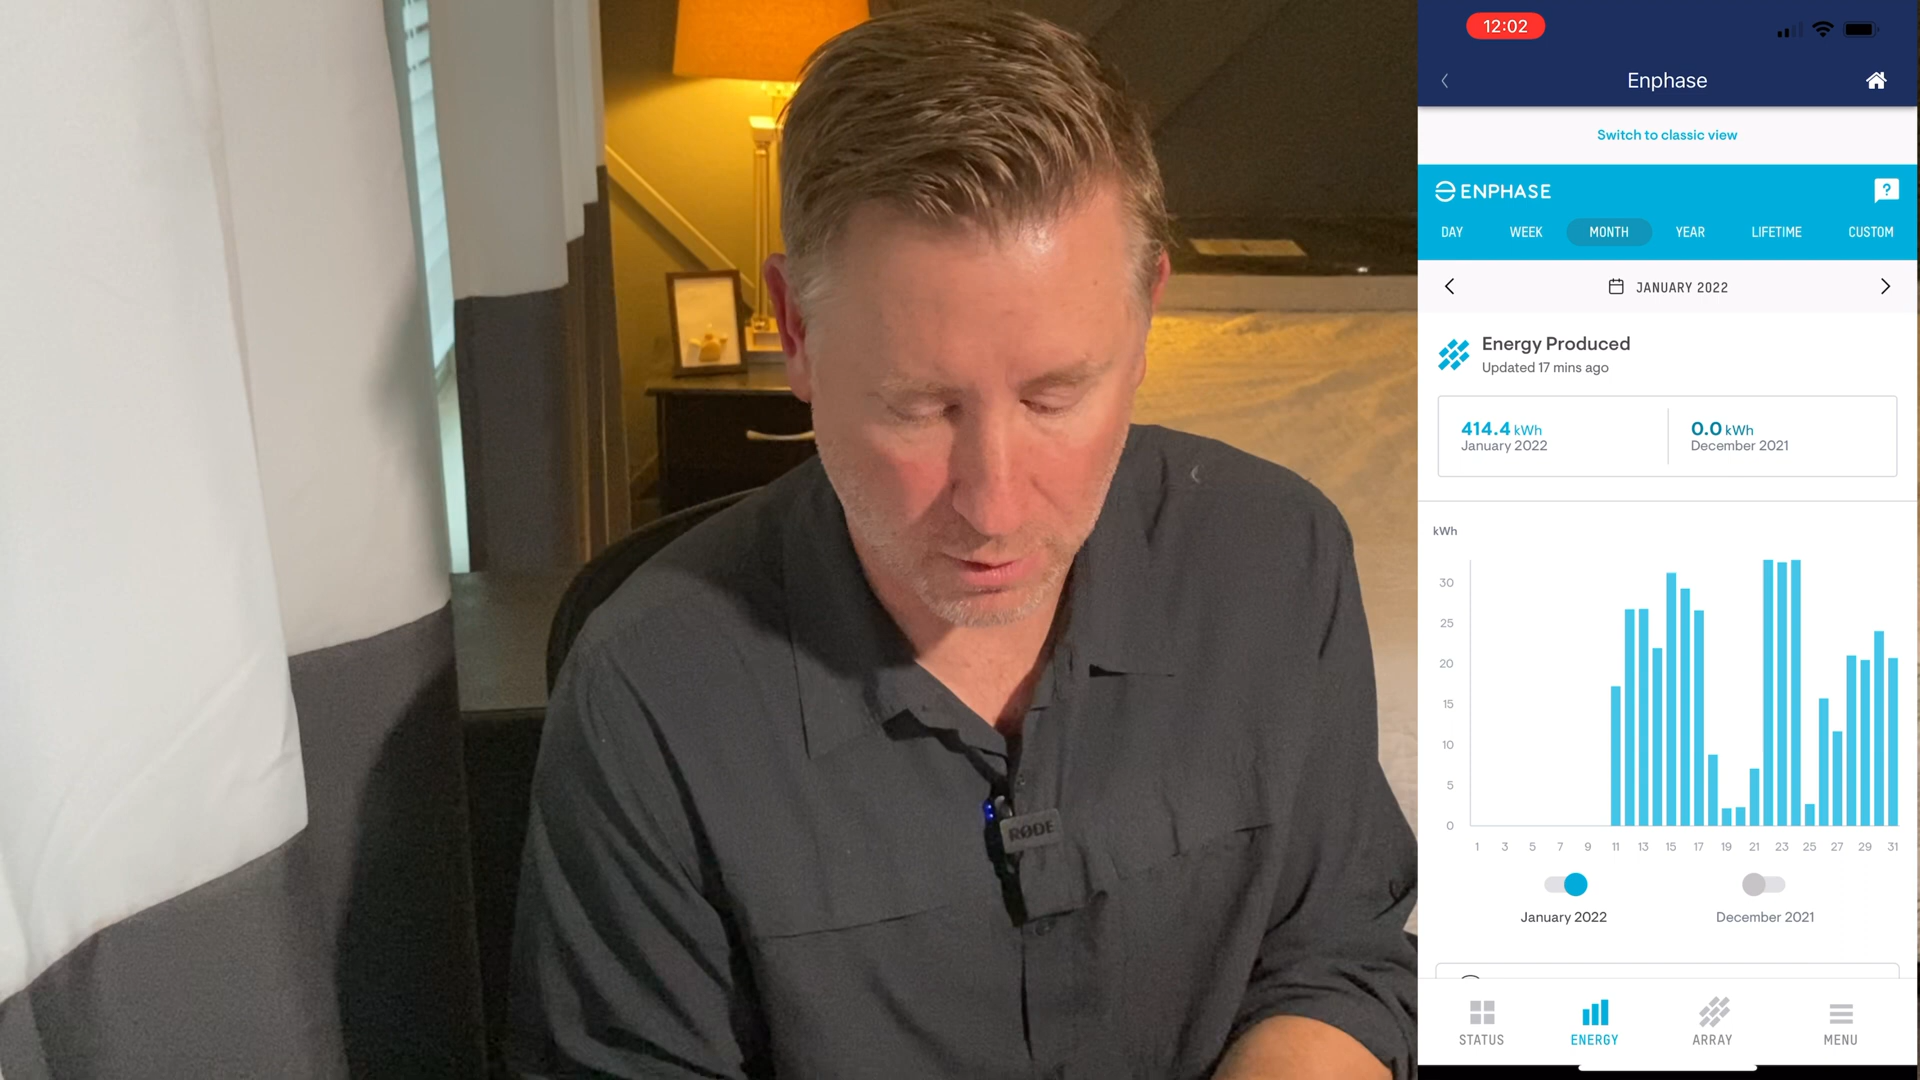 12:02
Enphase
Switch to classic view
ENPHASE
?
DAY WEEK MONTH YEAR LIFETIME CUSTOM
JANUARY 2022
Energy Produced
Updated 17 mins ago
414.4 kWh
January 2022
0.0 kWh
December 2021
kWh
30
25
20
15
10
5
0
1 3 5 7 9 11 13 15 17 19 21 23 25 27 29 31
January 2022
December 2021
STATUS ENERGY ARRAY MENU
RØDE